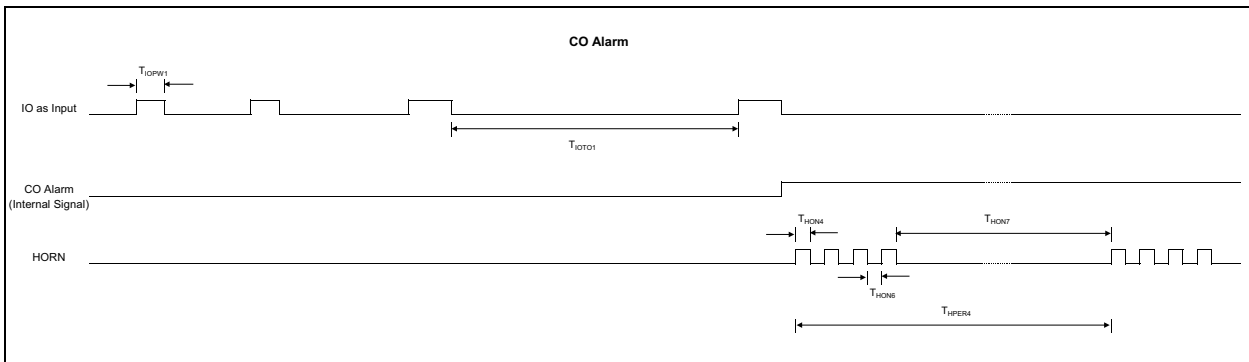 CO Alarm
TIOPW1
IO as Input
TIOTO1
CO Alarm
(Internal Signal)
THON4
THON7
HORN
THON6
THPER4